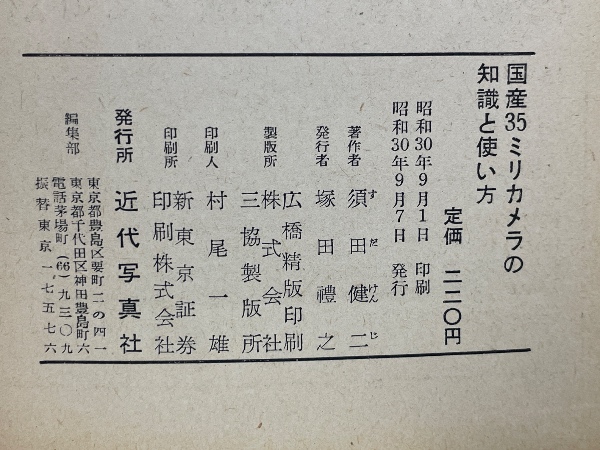 国産35ミリカメラの
知識と使い方
定価 二二〇円
昭和30年9月1日 印刷
昭和30年9月7日 発行
著作者 須田健二
すだけんじ
発行者 塚田禮之
製版所 広橋精版印刷
株式会社
三協製版所
印刷人 村尾一雄
印刷所 新東京証券
印刷株式会社
発行所 近代写真社
東京都豊島区要町二の四一
編集部 東京都千代田区神田豊島町六
電話茅場町(66)九三〇九
振替東京一、七五七六